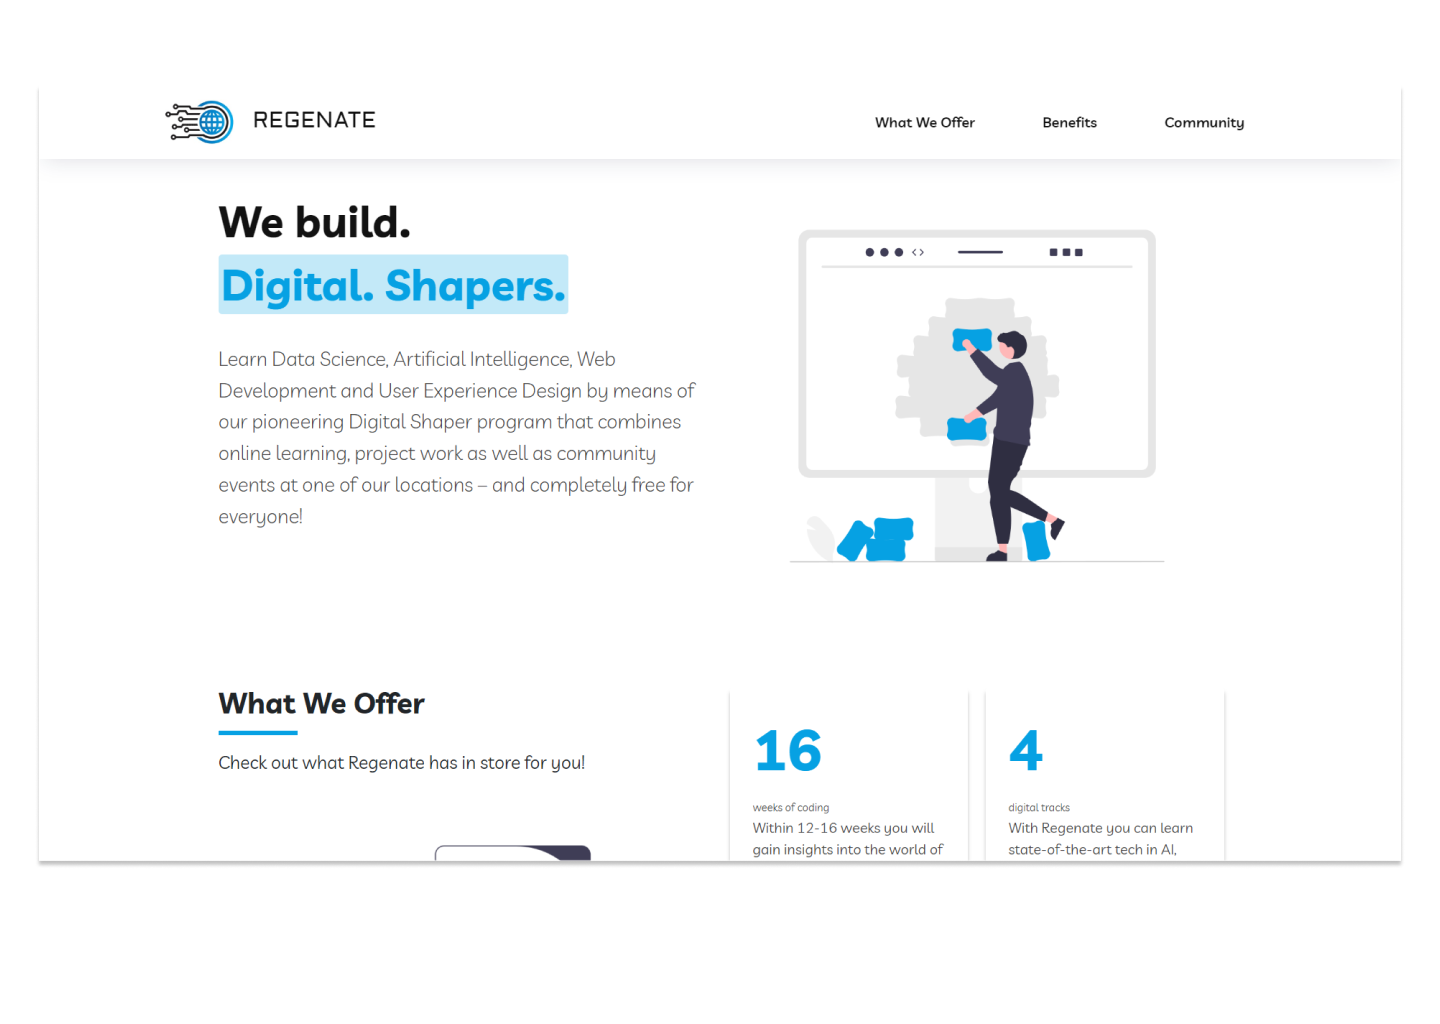 REGENATE
What We Offer
Benefits
Community
We build.
Digital. Shapers.
Learn Data Science, Artificial Intelligence, Web
Development and User Experience Design by means of
our pioneering Digital Shaper program that combines
online learning, project work as well as community
events at one of our locations – and completely free for
everyone!
What We Offer
Check out what Regenate has in store for you!
16
weeks of coding
Within 12-16 weeks you will
gain insights into the world of
4
digital tracks
With Regenate you can learn
state-of-the-art tech in AI,